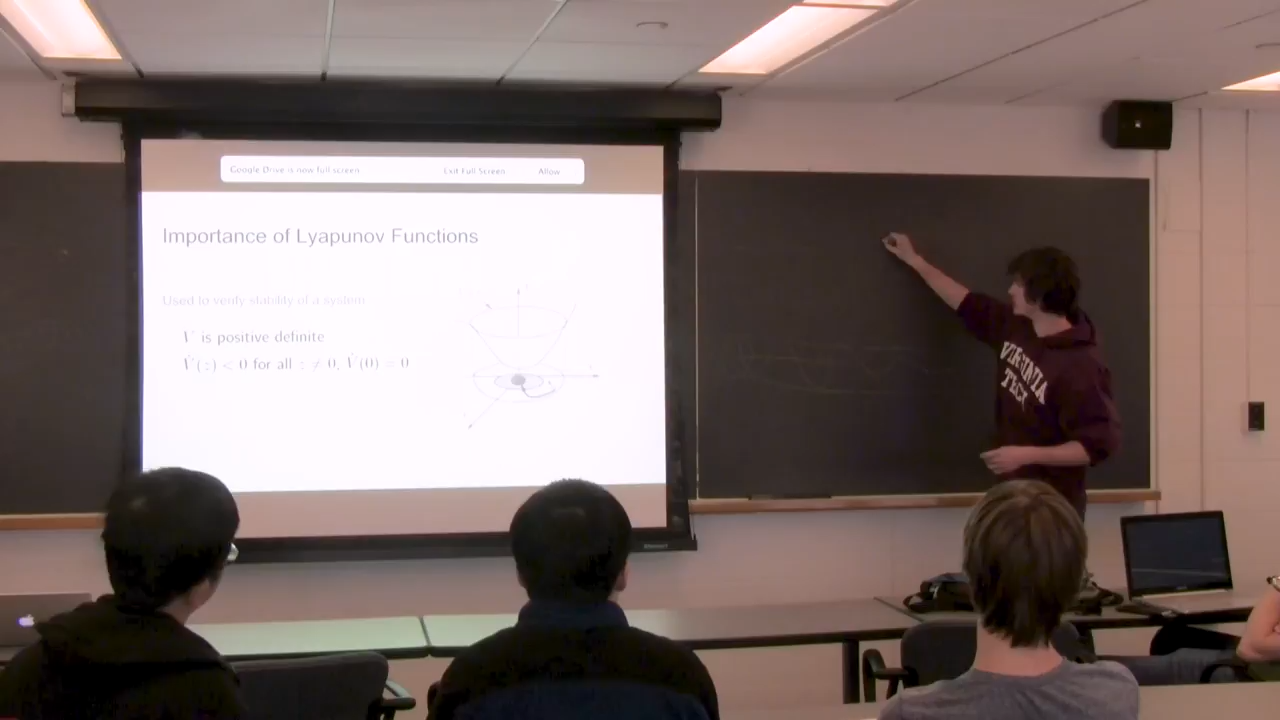 Google Drive is now full screen Exit Full Screen Allow
Importance of Lyapunov Functions
Used to verify stability of a system
V is positive definite
V̇(z) < 0 for all z ≠ 0, V̇(0) = 0
VIRGINIA
TECH